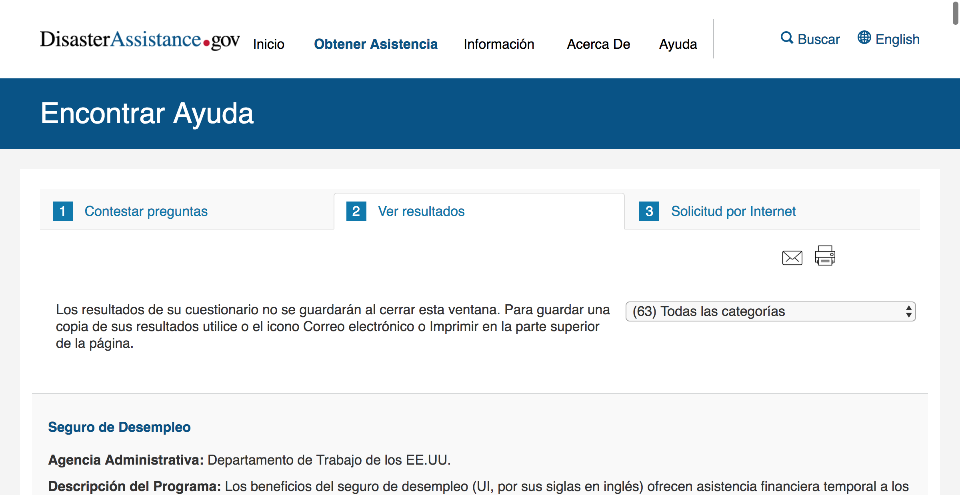 DisasterAssistance.gov
Inicio
Obtener Asistencia
Información
Acerca De
Ayuda
Buscar
English
Encontrar Ayuda
1 Contestar preguntas
2 Ver resultados
3 Solicitud por Internet
Los resultados de su cuestionario no se guardarán al cerrar esta ventana. Para guardar una
copia de sus resultados utilice o el icono Correo electrónico o Imprimir en la parte superior
de la página.
(63) Todas las categorías
Seguro de Desempleo
Agencia Administrativa: Departamento de Trabajo de los EE.UU.
Descripción del Programa: Los beneficios del seguro de desempleo (UI, por sus siglas en inglés) ofrecen asistencia financiera temporal a los